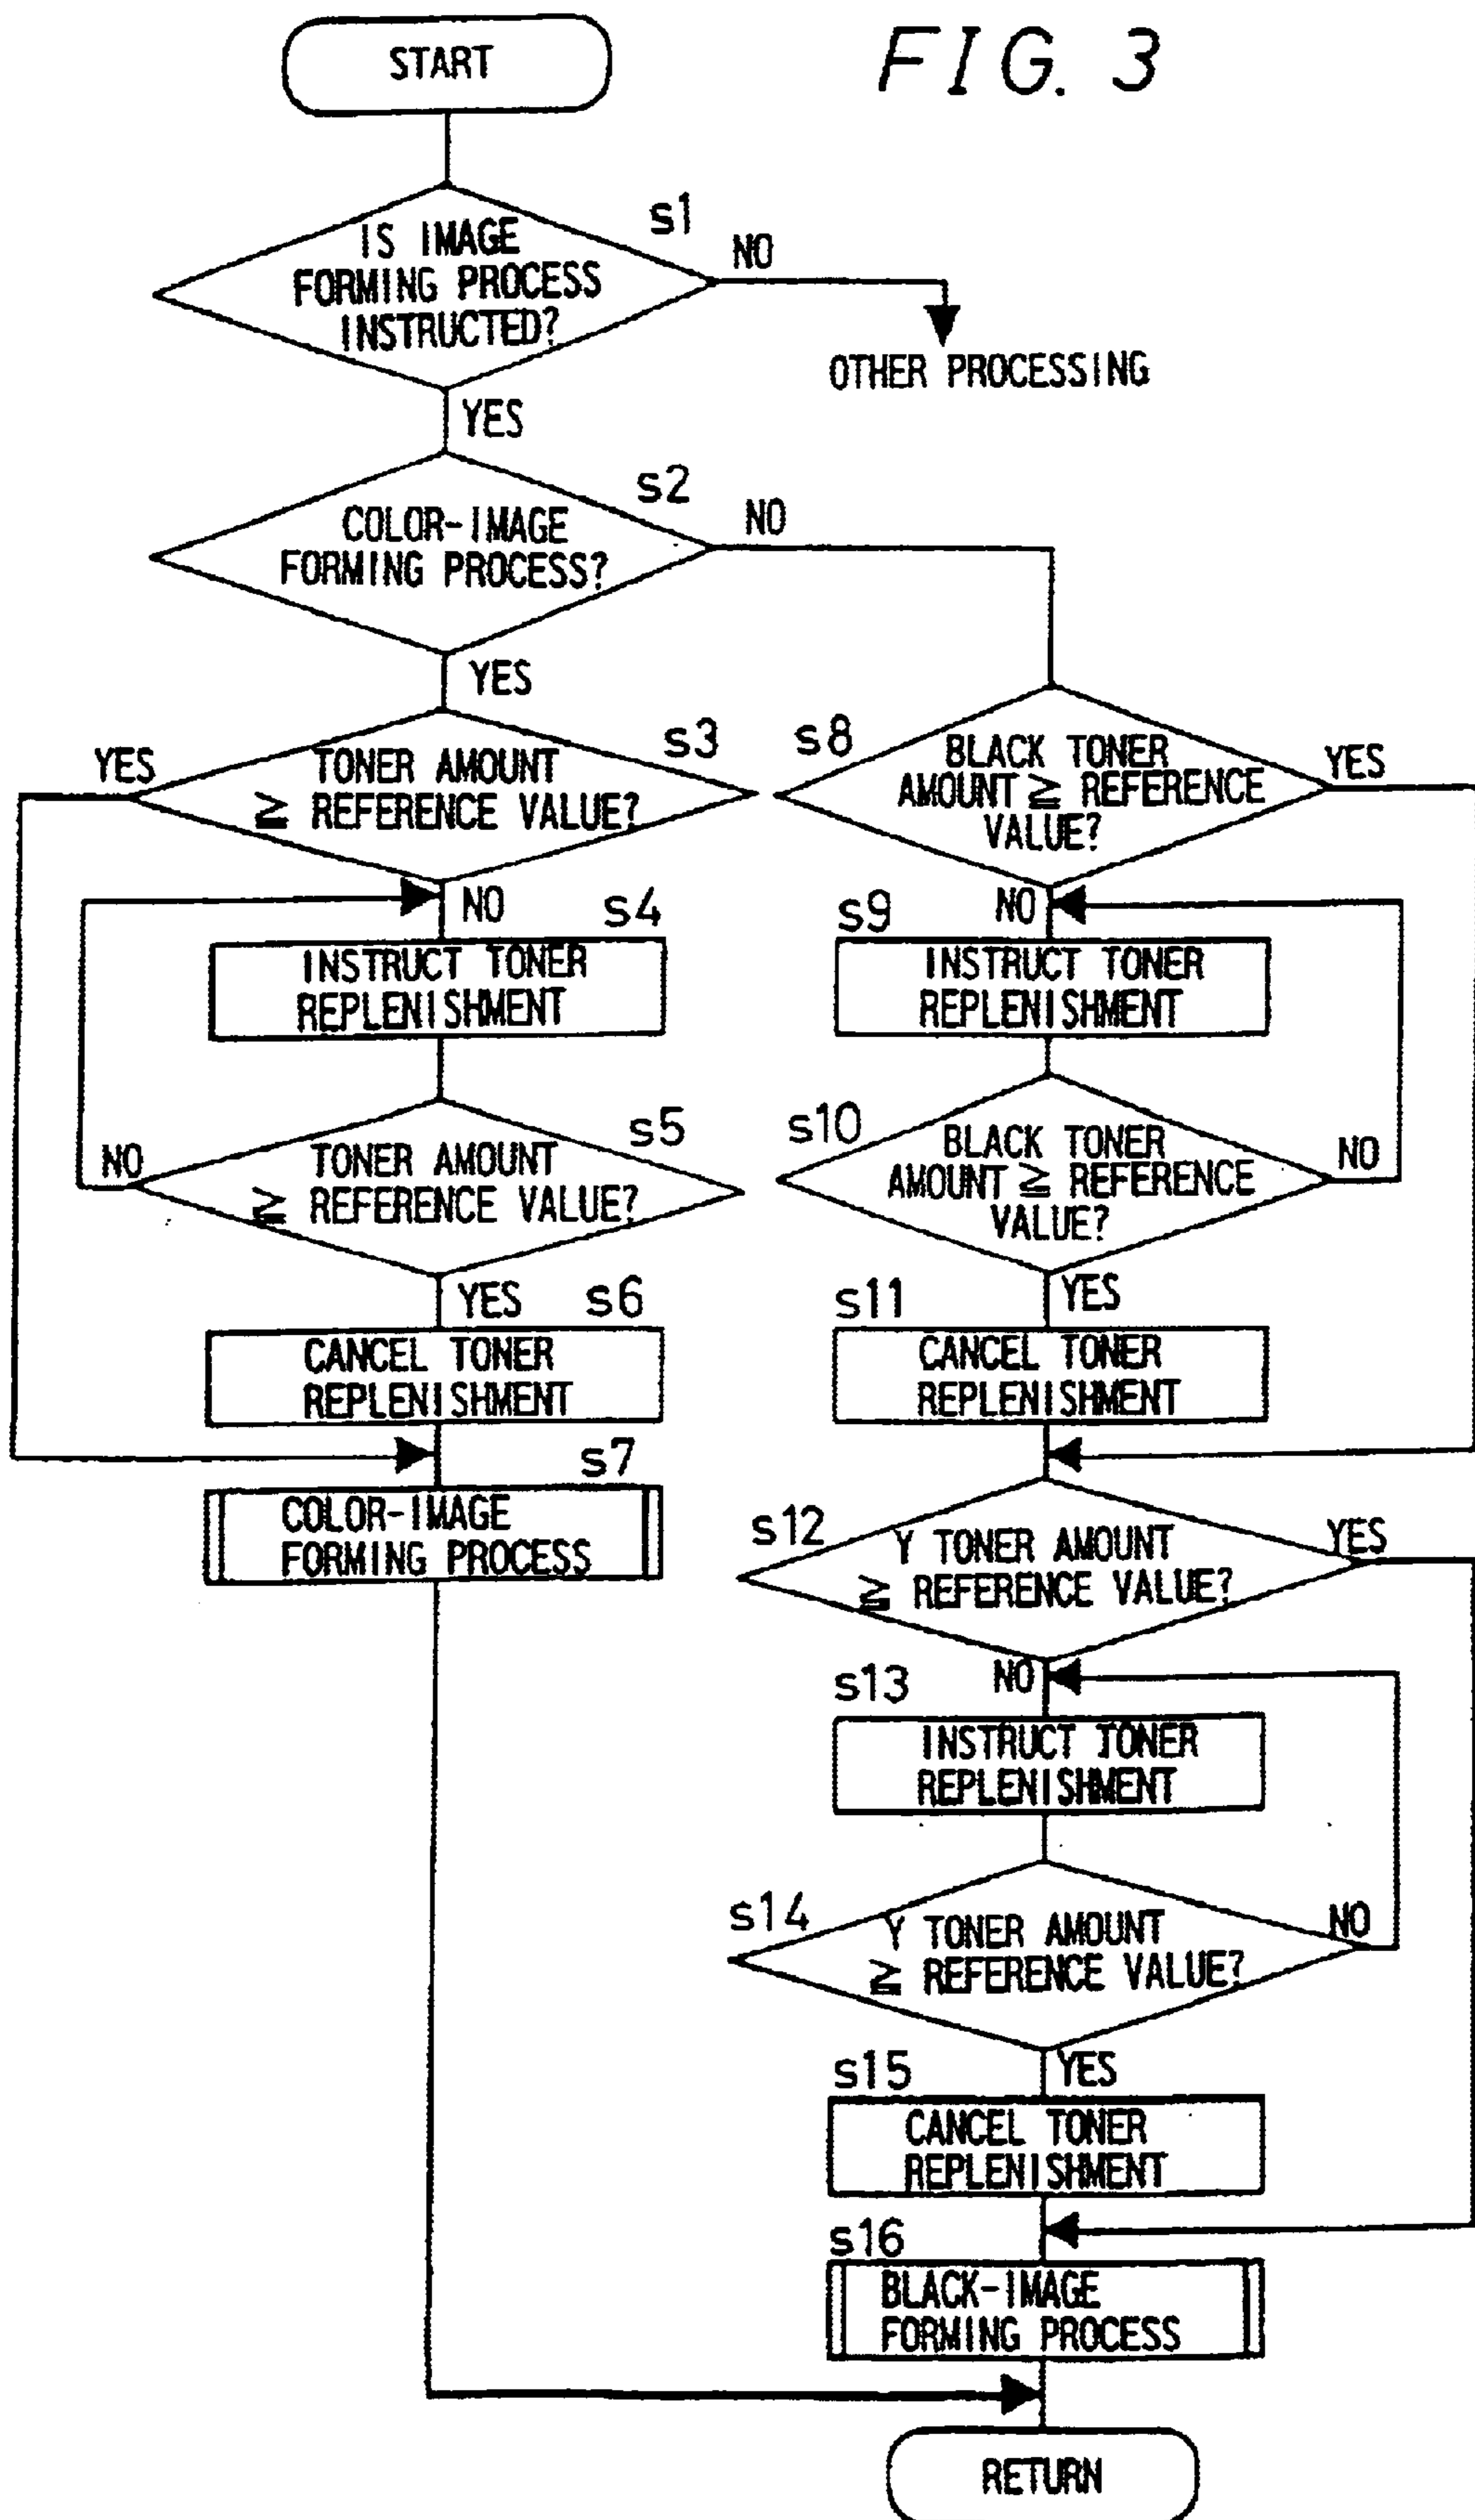 FIG. 3
START
s1
IS IMAGE
FORMING PROCESS
INSTRUCTED?
NO
OTHER PROCESSING
YES
s2
COLOR-IMAGE
FORMING PROCESS?
NO
YES
s3
TONER AMOUNT
≧ REFERENCE VALUE?
YES
NO
s4
INSTRUCT TONER
REPLENISHMENT
s5
TONER AMOUNT
≧ REFERENCE VALUE?
NO
YES
s6
CANCEL TONER
REPLENISHMENT
s7
COLOR-IMAGE
FORMING PROCESS
s8
BLACK TONER
AMOUNT ≧ REFERENCE
VALUE?
YES
NO
s9
INSTRUCT TONER
REPLENISHMENT
s10
BLACK TONER
AMOUNT ≧ REFERENCE
VALUE?
NO
YES
s11
CANCEL TONER
REPLENISHMENT
s12
Y TONER AMOUNT
≧ REFERENCE VALUE?
YES
NO
s13
INSTRUCT TONER
REPLENISHMENT
s14
Y TONER AMOUNT
≧ REFERENCE VALUE?
NO
YES
s15
CANCEL TONER
REPLENISHMENT
s16
BLACK-IMAGE
FORMING PROCESS
RETURN